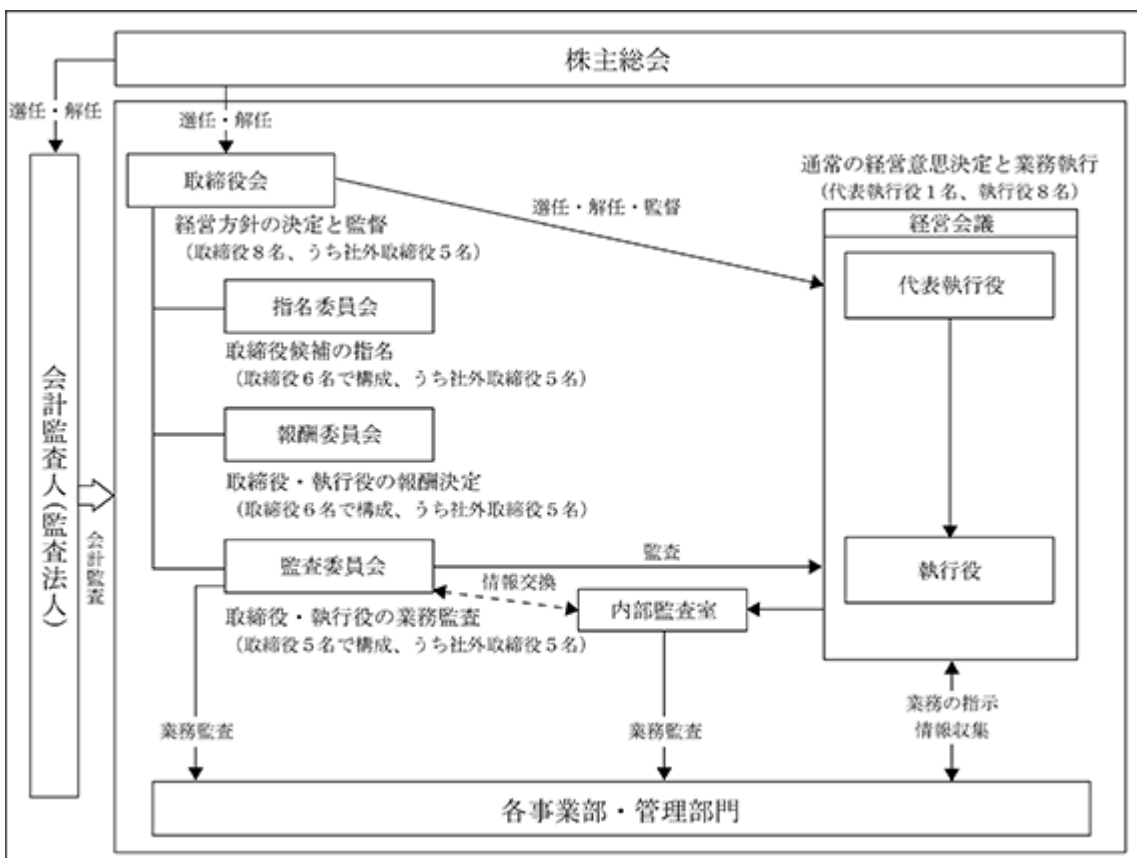 株主総会
選任・解任
選任・解任
取締役会
経営方針の決定と監督
(取締役8名、うち社外取締役5名)
選任・解任・監督
通常の経営意思決定と業務執行
(代表執行役1名、執行役8名)
経営会議
代表執行役
指名委員会
取締役候補の指名
(取締役6名で構成、うち社外取締役5名)
報酬委員会
取締役・執行役の報酬決定
(取締役6名で構成、うち社外取締役5名)
会計監査人(監査法人)
会計監査
監査委員会
監査
執行役
情報交換
取締役・執行役の業務監査
(取締役5名で構成、うち社外取締役5名)
内部監査室
業務監査
業務監査
業務の指示
情報収集
各事業部・管理部門